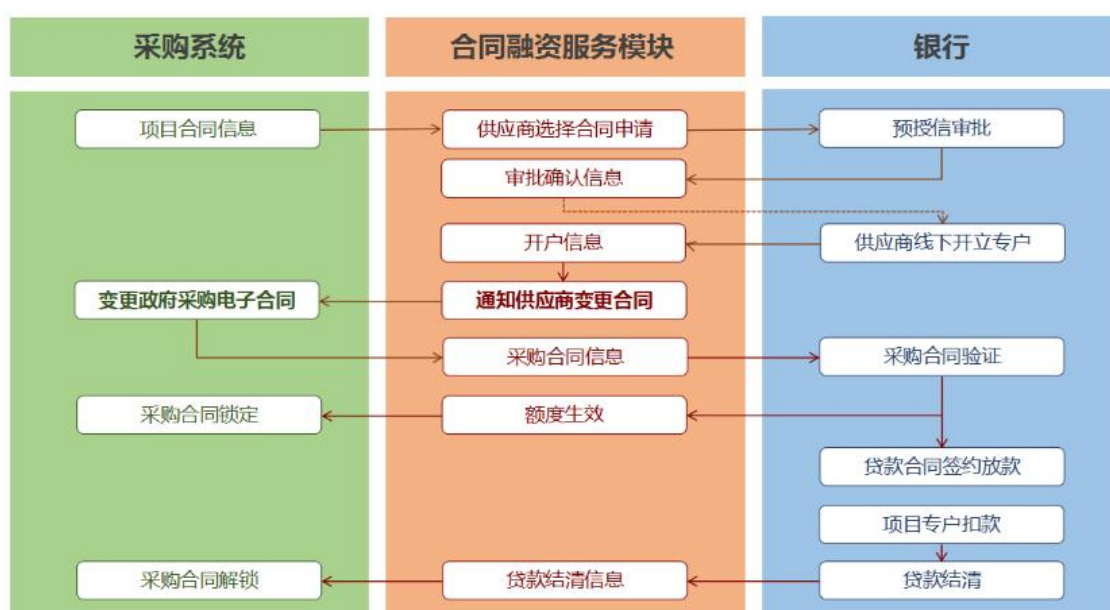 采购系统
合同融资服务模块
银行
项目合同信息
供应商选择合同申请
预授信审批
审批确认信息
开户信息
供应商线下开立专户
变更政府采购电子合同
通知供应商变更合同
采购合同信息
采购合同验证
采购合同锁定
额度生效
贷款合同签约放款
项目专户扣款
采购合同解锁
贷款结清信息
贷款结清